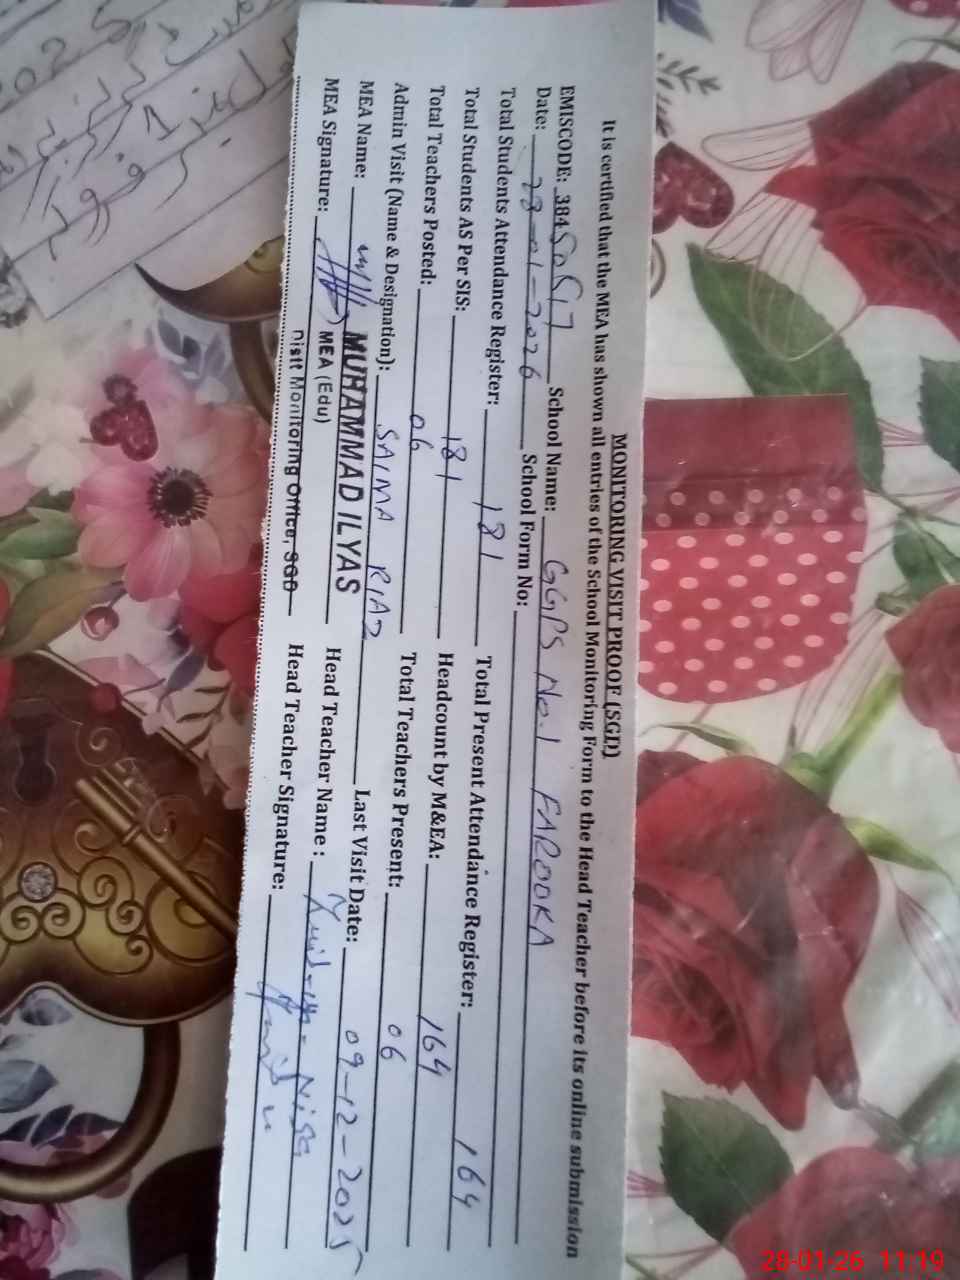 MONITORING VISIT PROOF (SGD)
It is certified that the MEA has shown all entries of the School Monitoring Form to the Head Teacher before its online submission
EMISCODE: 384 School Name: GGPS No.1 FAROOKA
Date: 28-01-2026 School Form No:
Total Students Attendance Register: 181 Total Present Attendance Register: 164
Total Students AS Per SIS: 181 Headcount by M&EA: 164
Total Teachers Posted: 06 Total Teachers Present: 06
Admin Visit (Name & Designation): SAIMA RIAZ Last Visit Date: 09-12-2025
MEA Name: MUHAMMAD ILYAS Head Teacher Name : Nisa
MEA Signature: MEA (Edu) Head Teacher Signature:
Distt Monitoring Office, SGD
2025
28-01-26 11:19